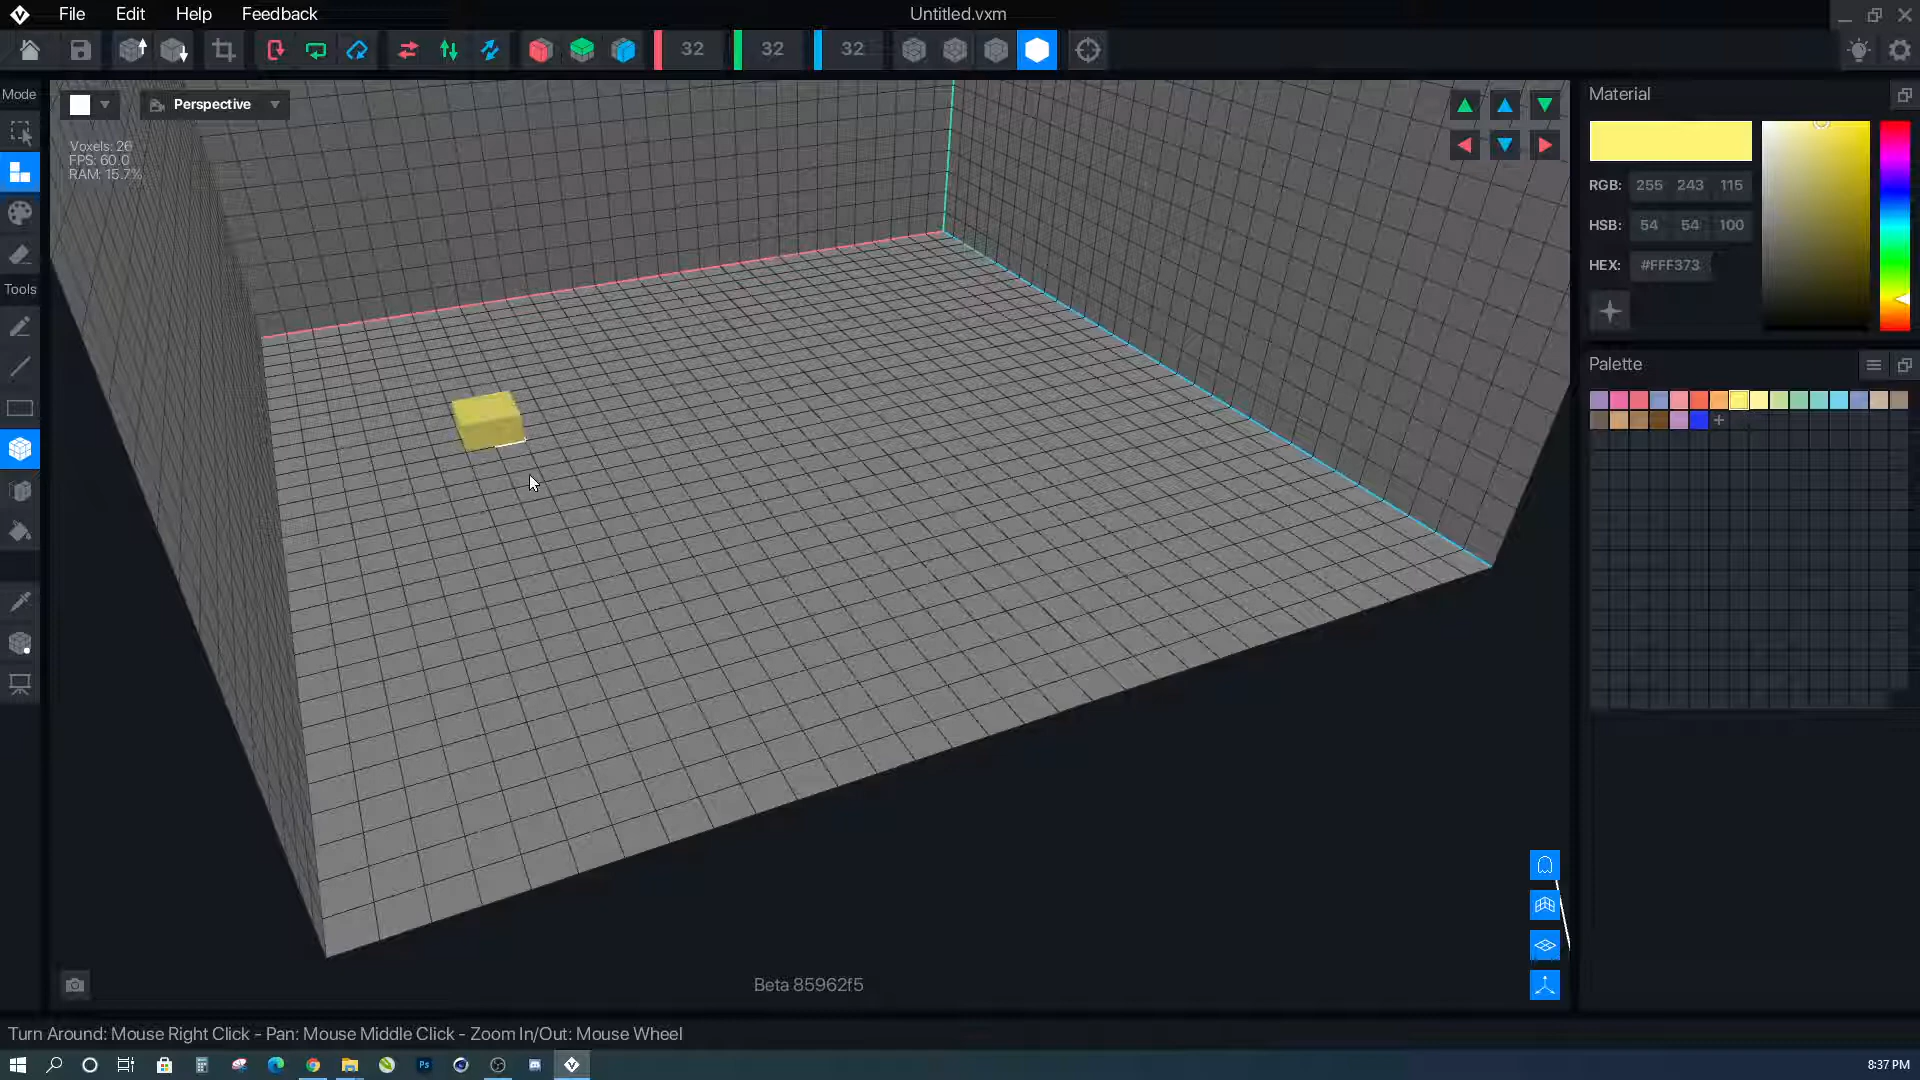 File Edit Help Feedback
Untitled.vxm
32 32 32
Mode
Perspective
Voxels: 26
FPS: 60.0
RAM: 15.7%
Tools
Material
RGB: 255 243 115
HSB: 54 54 100
HEX: #FFF373
Palette
Beta 85962f5
Turn Around: Mouse Right Click - Pan: Mouse Middle Click - Zoom In/Out: Mouse Wheel
Ps
8:37 PM